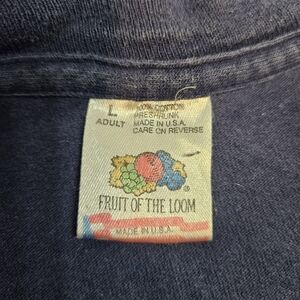 L
ADULT
100% COTTON
PRESHRUNK
MADE IN U.S.A.
CARE ON REVERSE
®
FRUIT OF THE LOOM
MADE IN U.S.A.